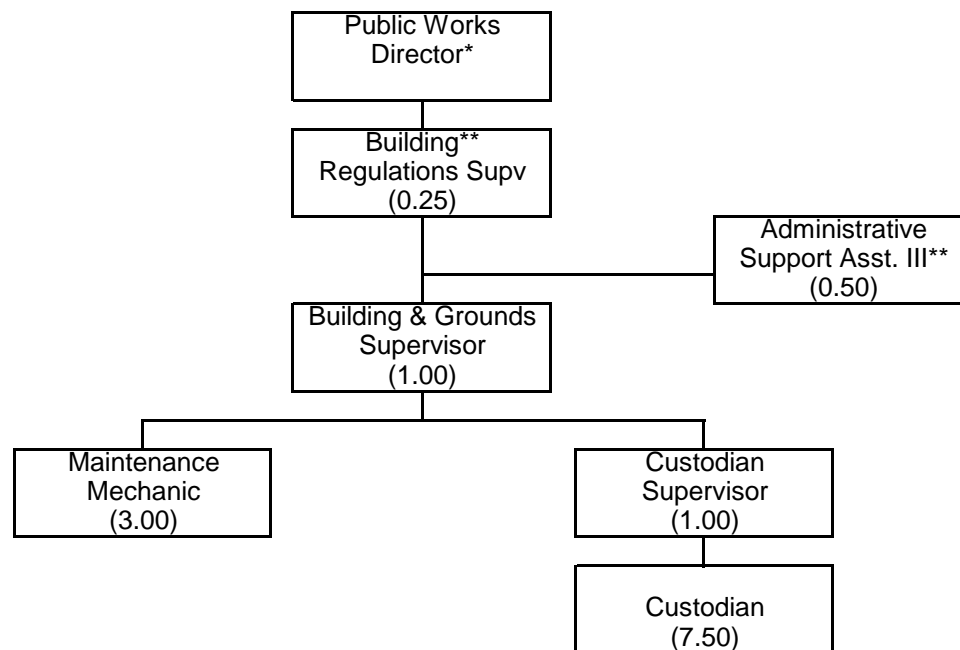 Public Works
Director*
Building**
Regulations Supv
(0.25)
Administrative
Support Asst. III**
(0.50)
Building & Grounds
Supervisor
(1.00)
Maintenance
Mechanic
(3.00)
Custodian
Supervisor
(1.00)
Custodian
(7.50)